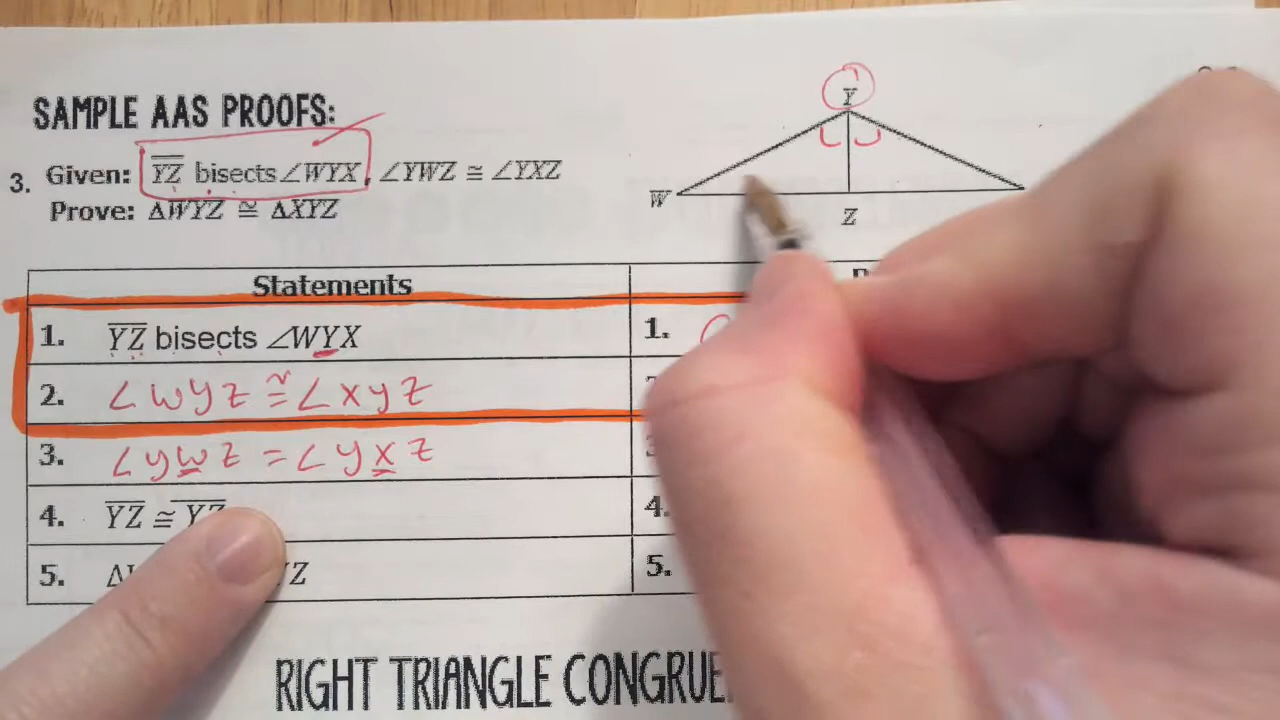 SAMPLE AAS PROOFS:
3. Given: YZ bisects ∠WYX, ∠YWZ ≅ ∠YXZ
Prove: ΔWYZ ≅ ΔXYZ
Y
W
Z
Statements
1. YZ bisects ∠WYX
1.
2. ∠WYZ ≅ ∠XYZ
3. ∠YWZ = ∠YXZ
4. YZ ≅ YZ
4.
5.
5.
RIGHT TRIANGLE